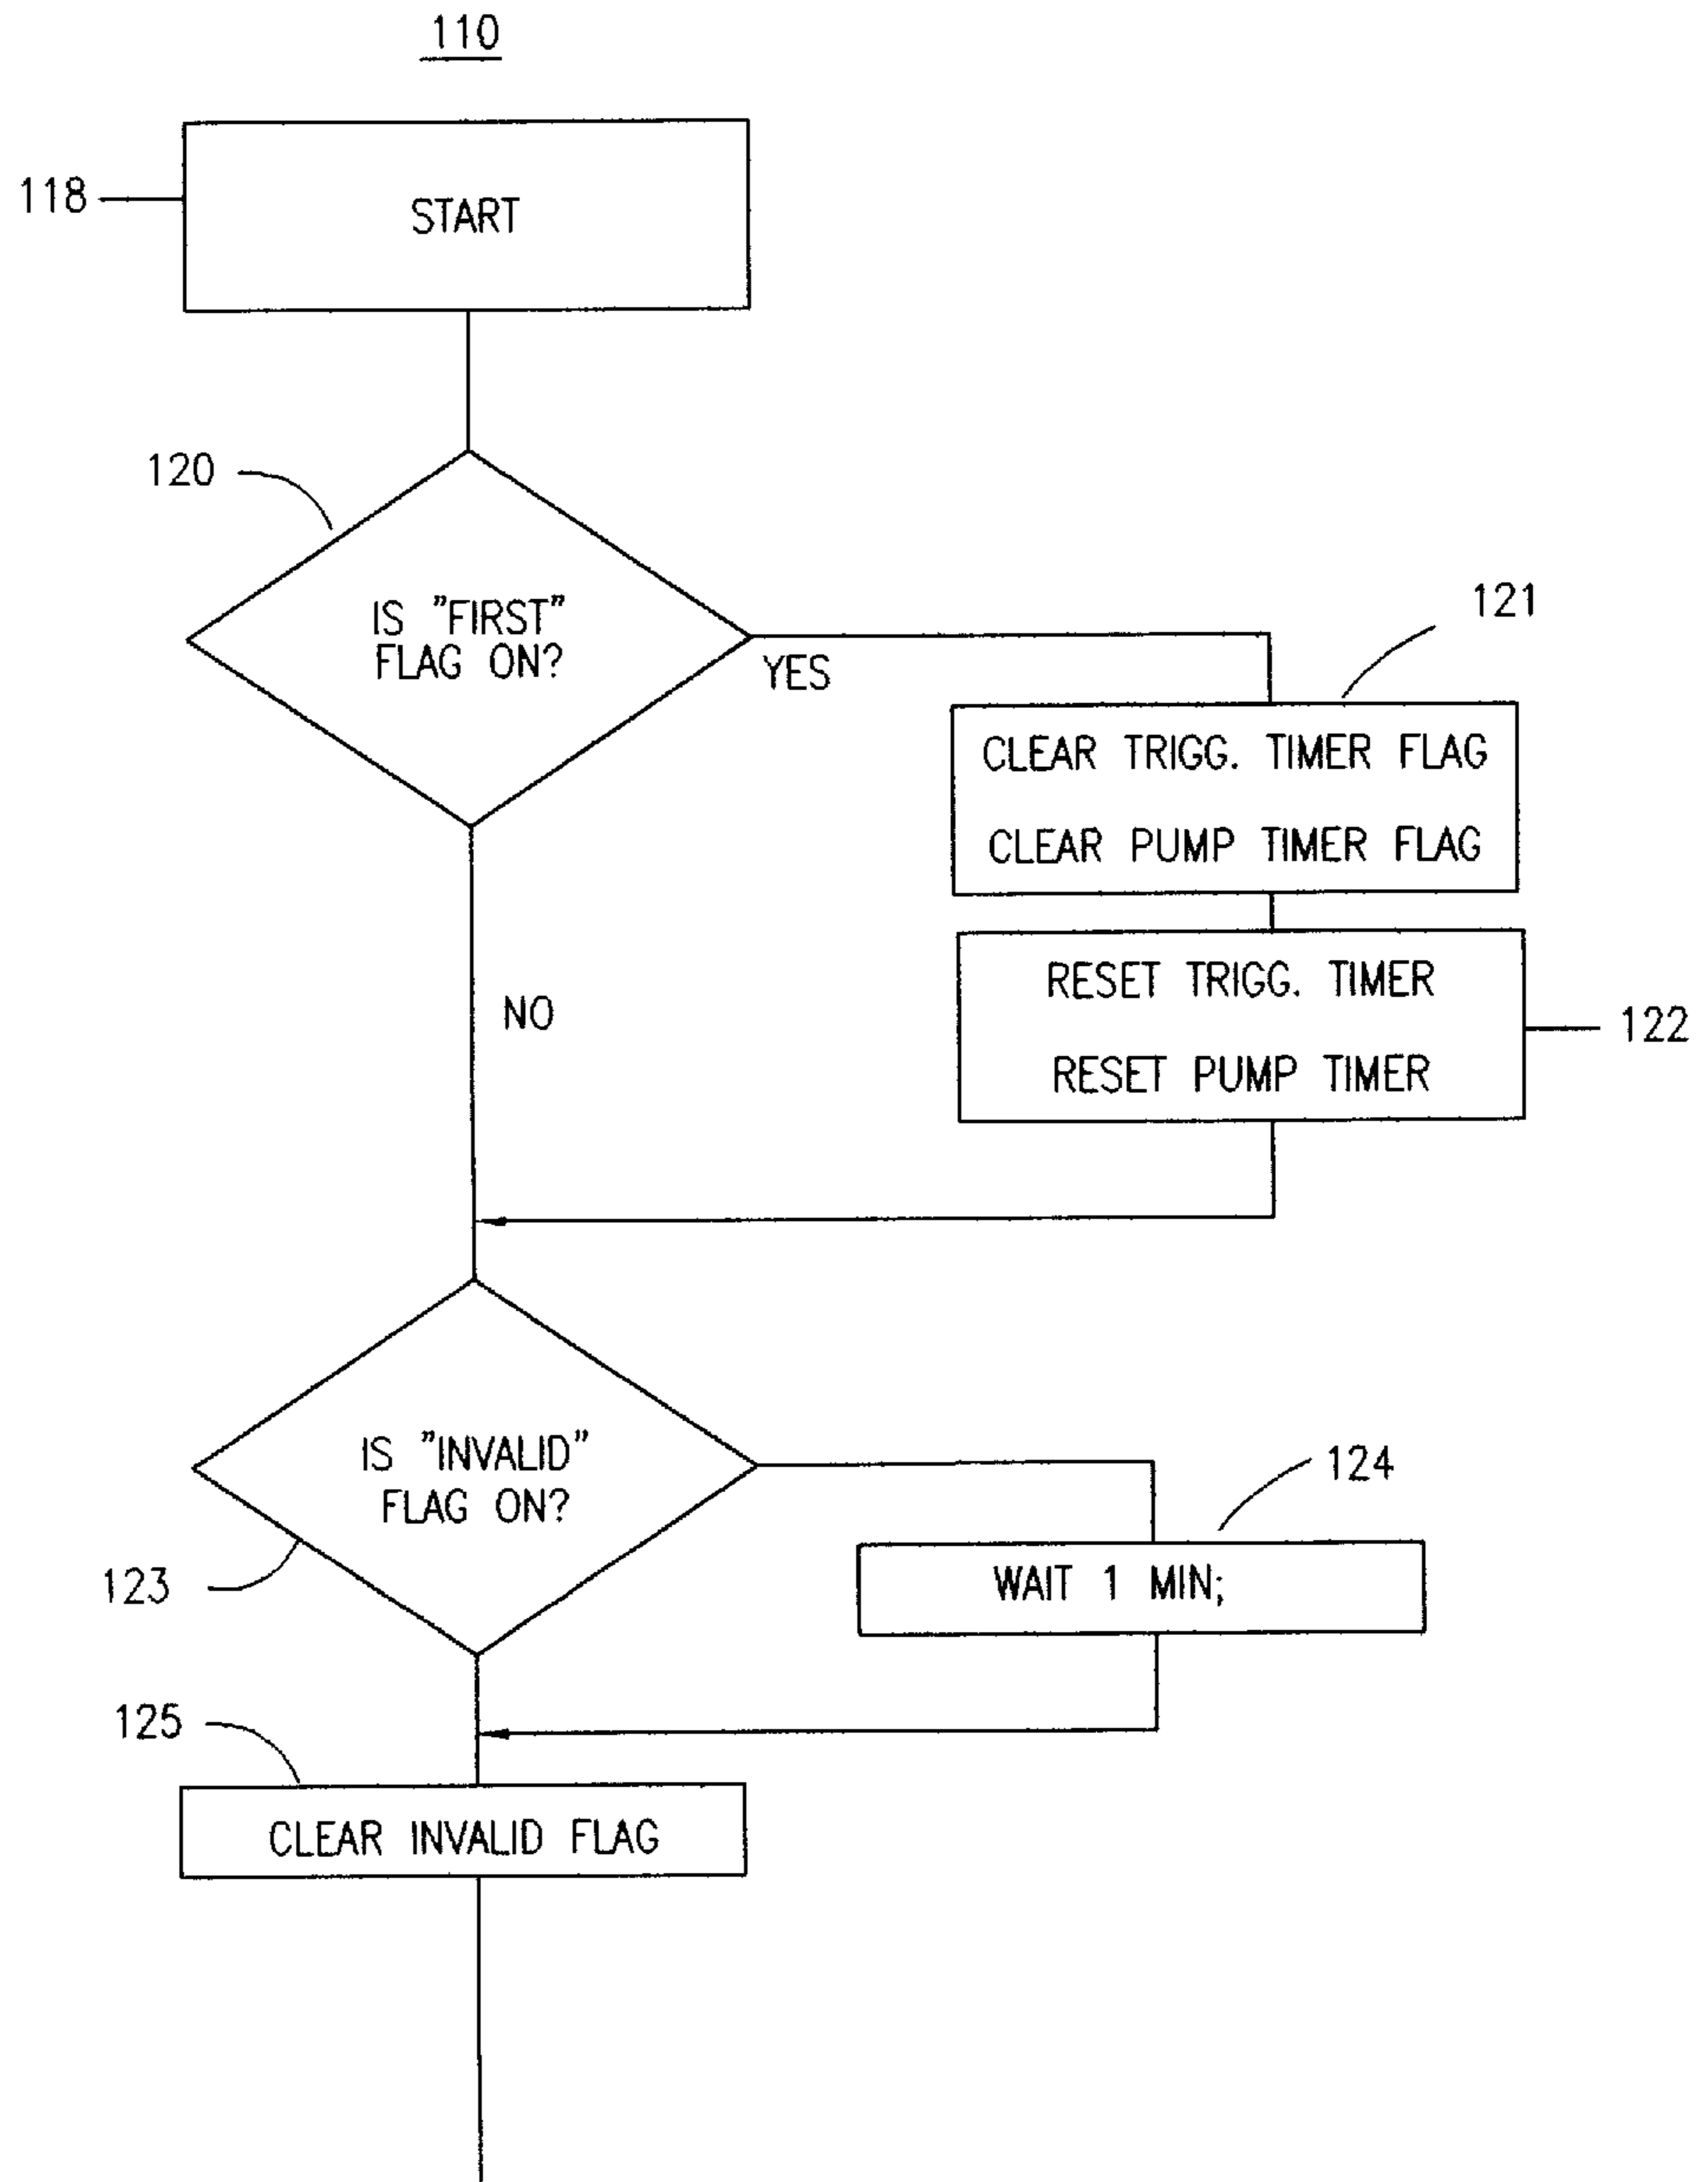 110
118
START
120
IS "FIRST"
FLAG ON?
YES
121
CLEAR TRIGG. TIMER FLAG
CLEAR PUMP TIMER FLAG
RESET TRIGG. TIMER
NO
122
RESET PUMP TIMER
IS "INVALID"
FLAG ON?
124
WAIT 1 MIN;
123
125
CLEAR INVALID FLAG